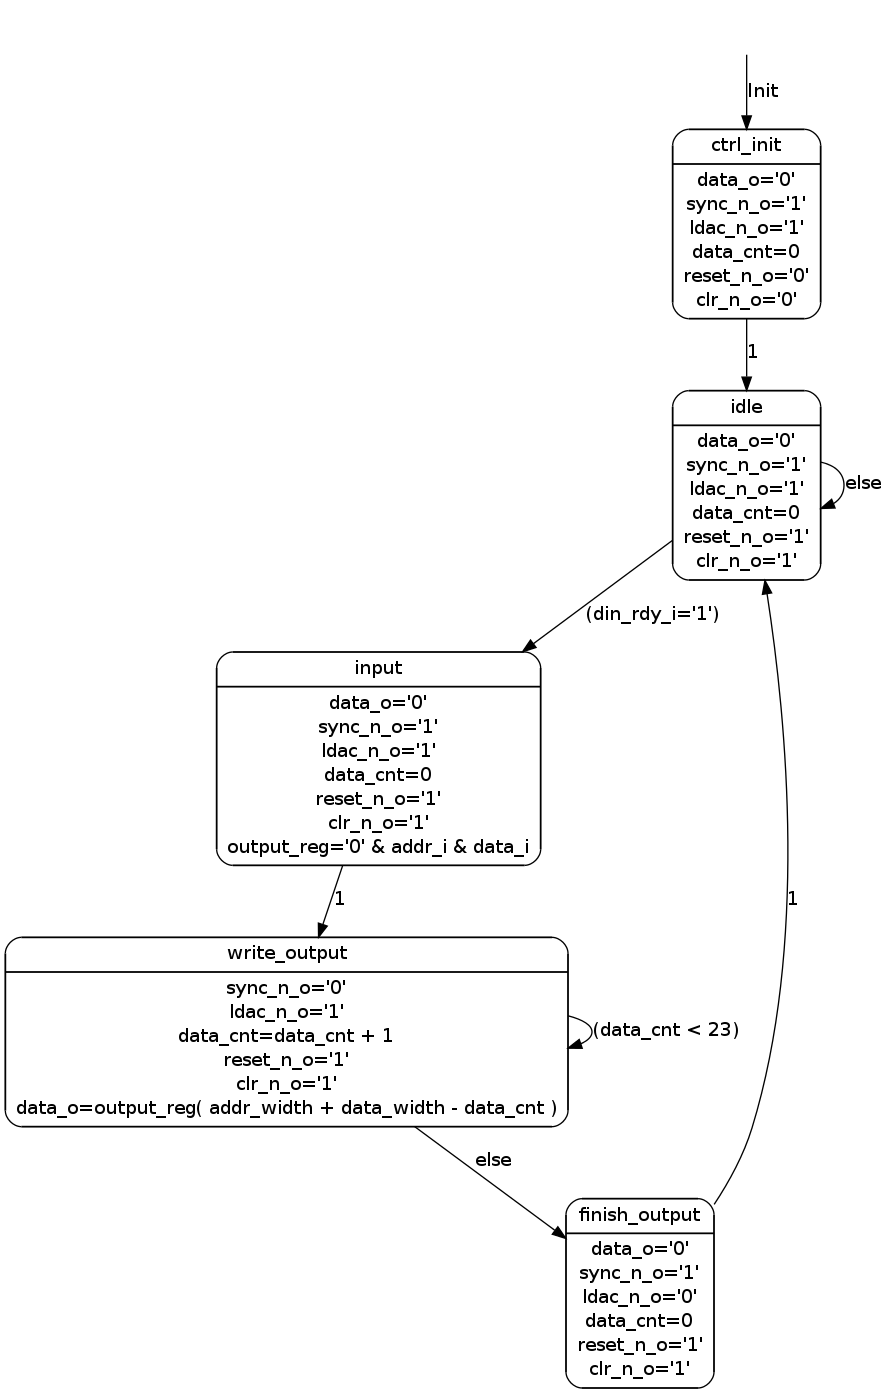 Init
ctrl_init
data_o='0'
sync_n_o='1'
ldac_n_o='1'
data_cnt=0
reset_n_o='0'
clr_n_o='0'
1
idle
data_o='0'
sync_n_o='1'
ldac_n_o='1'
data_cnt=0
reset_n_o='1'
clr_n_o='1'
else
(din_rdy_i='1')
input
data_o='0'
sync_n_o='1'
ldac_n_o='1'
data_cnt=0
reset_n_o='1'
clr_n_o='1'
output_reg='0' & addr_i & data_i
1
1
write_output
sync_n_o='0'
ldac_n_o='1'
data_cnt=data_cnt + 1
reset_n_o='1'
clr_n_o='1'
data_o=output_reg( addr_width + data_width - data_cnt )
(data_cnt < 23)
else
finish_output
data_o='0'
sync_n_o='1'
ldac_n_o='0'
data_cnt=0
reset_n_o='1'
clr_n_o='1'